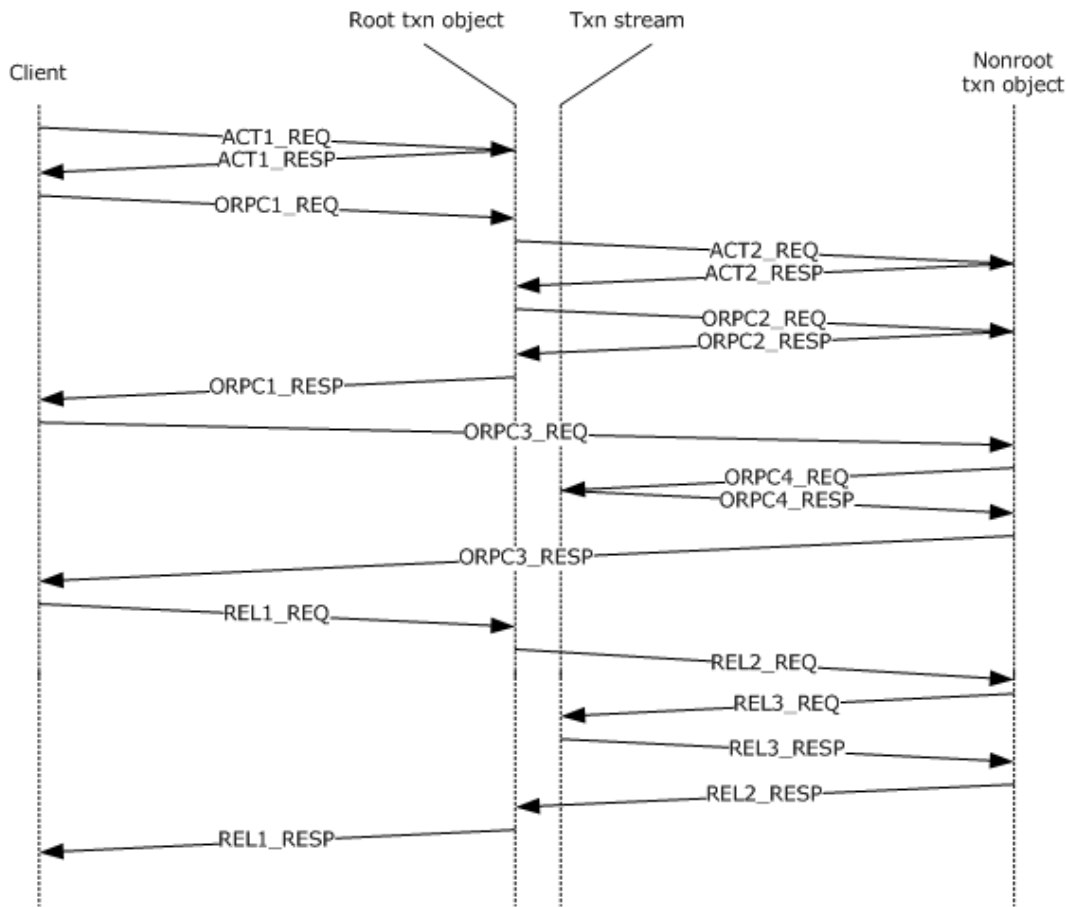 Root txn object
Txn stream
Client
Nonroot
txn object
ACT1_REQ
ACT1_RESP
ORPC1_REQ
ACT2_REQ
ACT2_RESP
ORPC2_REQ
ORPC2_RESP
ORPC1_RESP
ORPC3_REQ
ORPC4_REQ
ORPC4_RESP
ORPC3_RESP
REL1_REQ
REL2_REQ
REL3_REQ
REL3_RESP
REL2_RESP
REL1_RESP